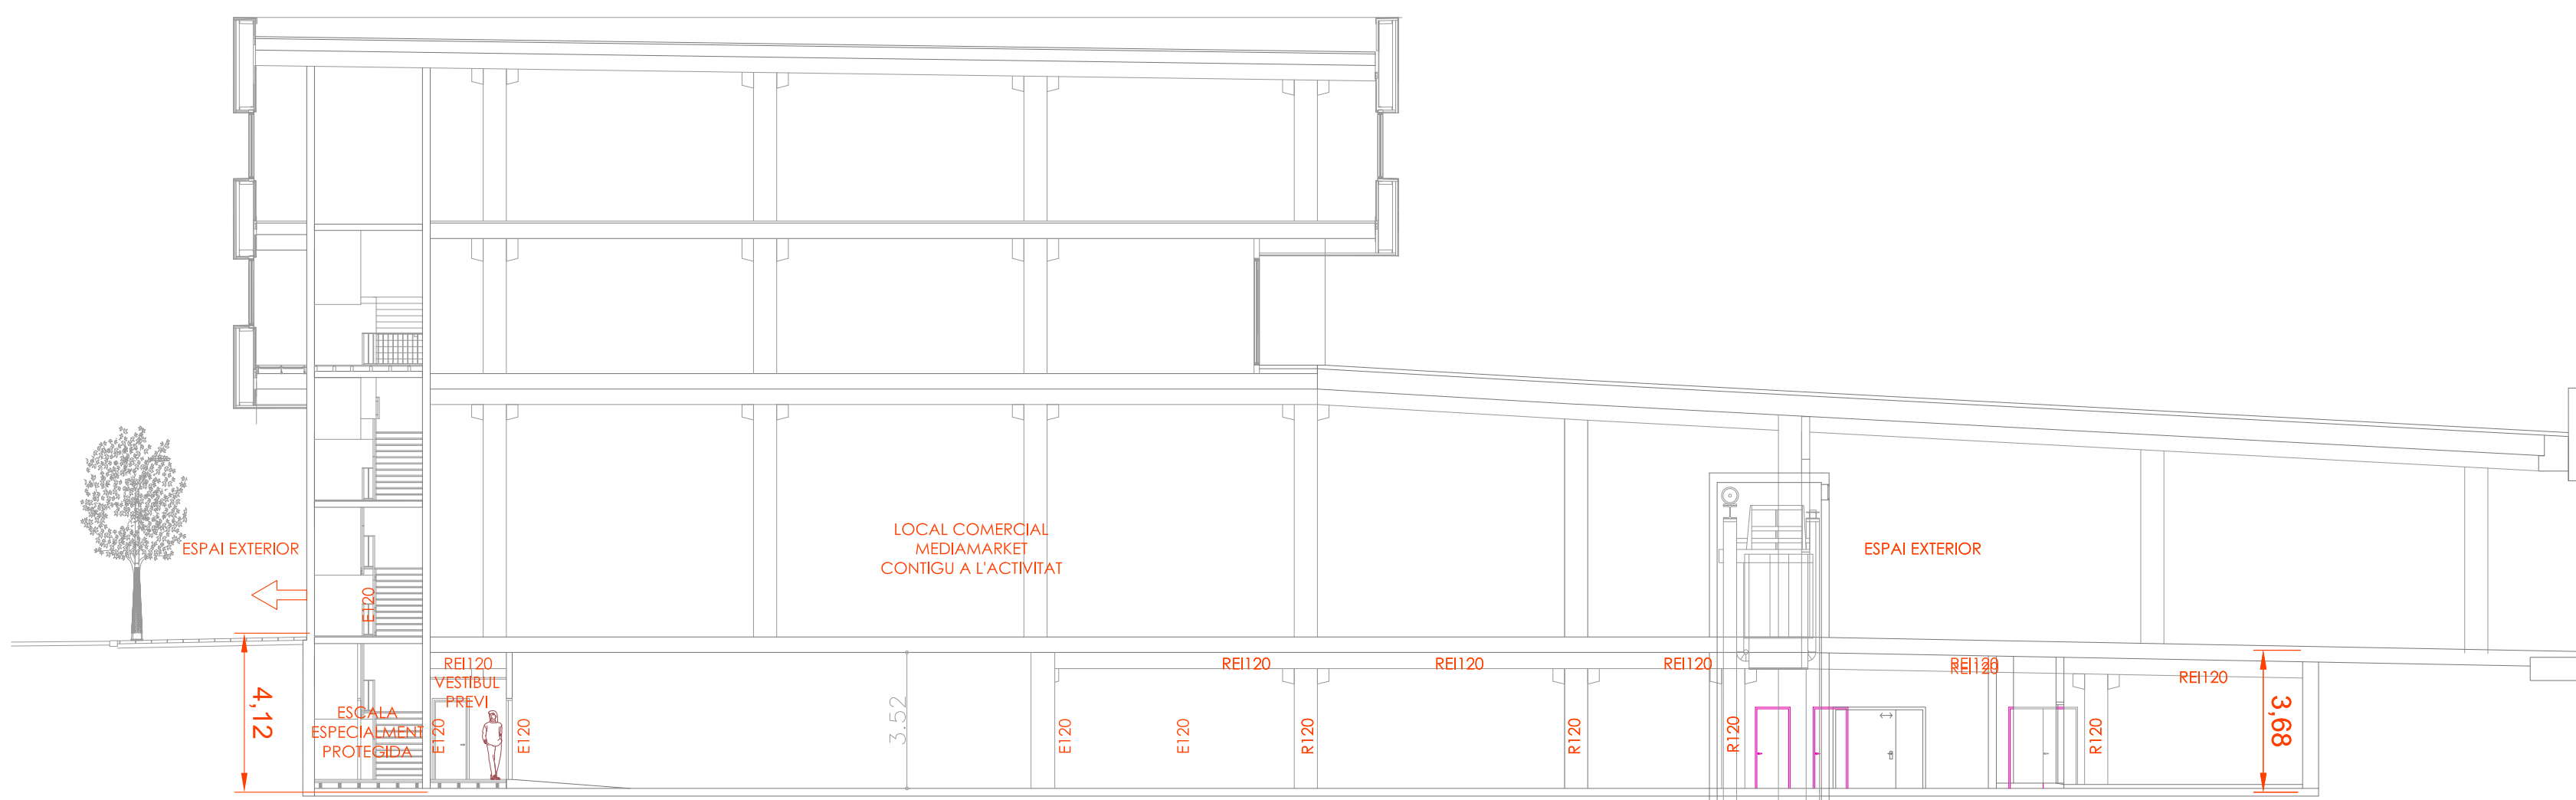 LOCAL COMERCIAL
MEDIAMARKET
CONTIGU A L'ACTIVITAT
ESPAI EXTERIOR
ESPAI EXTERIOR
E120
REI120
VESTIBUL
PREVI
REI120
REI120
REI120
REI120
REI120
REI120
4,12
ESCALA
ESPECIALMENT
PROTEGIDA
E120
E120
3.52
E120
E120
R120
R120
R120
R120
3,68